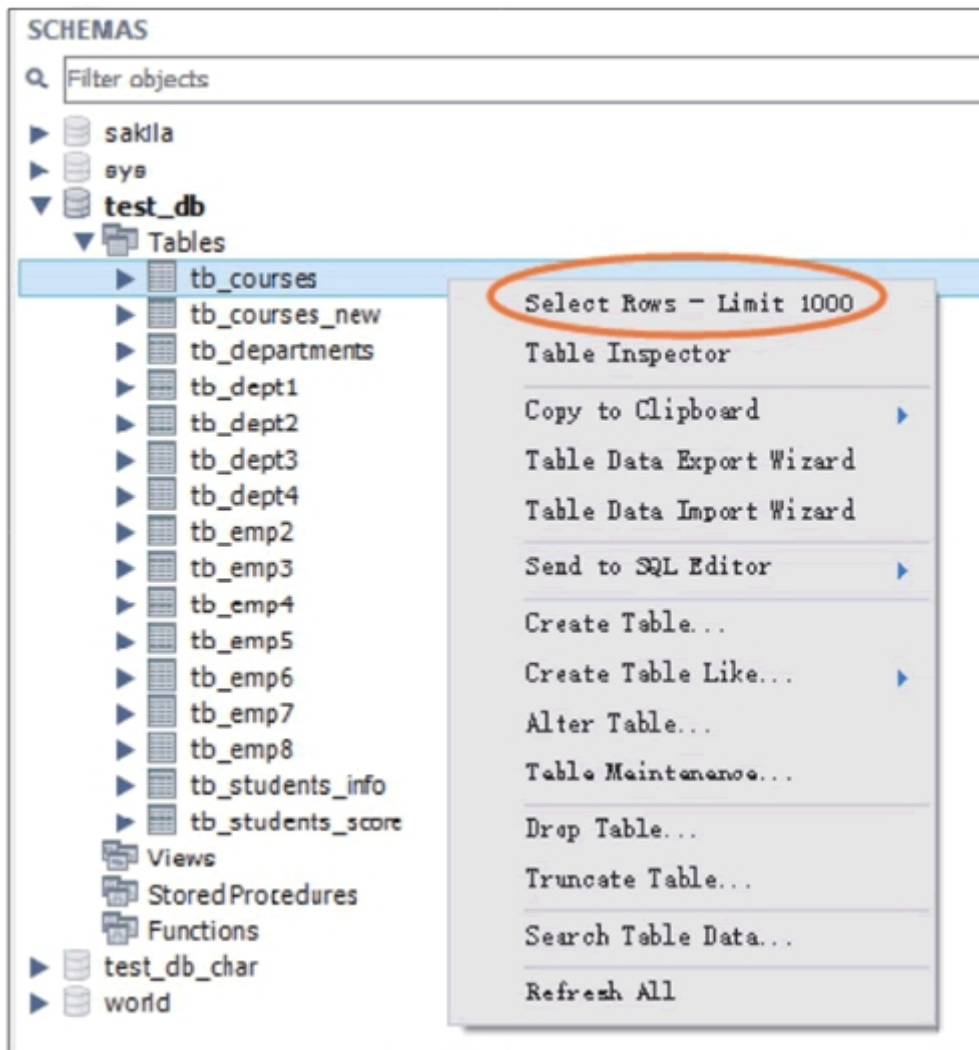 SCHEMAS
Filter objects
sakila
sys
test_db
Tables
tb_courses
tb_courses_new
tb_departments
tb_dept1
tb_dept2
tb_dept3
tb_dept4
tb_emp2
tb_emp3
tb_emp4
tb_emp5
tb_emp6
tb_emp7
tb_emp8
tb_students_info
tb_students_score
Views
Stored Procedures
Functions
test_db_char
world
Select Rows - Limit 1000
Table Inspector
Copy to Clipboard
Table Data Export Wizard
Table Data Import Wizard
Send to SQL Editor
Create Table...
Create Table Like...
Alter Table...
Table Maintenance...
Drop Table...
Truncate Table...
Search Table Data...
Refresh All